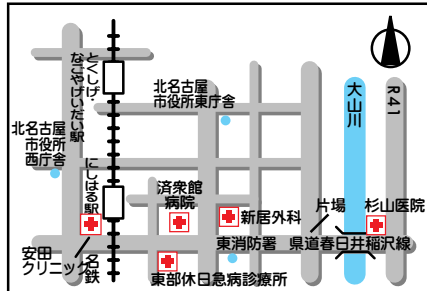 とくしげ・
なごやげいだい駅
北名古屋
市役所東庁舎
大山川
R41
北名古屋
市役所
西庁舎
にしはる駅
済衆館
病院
新居外科
片場
杉山医院
安田
クリニック
名鉄
東消防署
県道春日井稲沢線
東部休日急病診療所